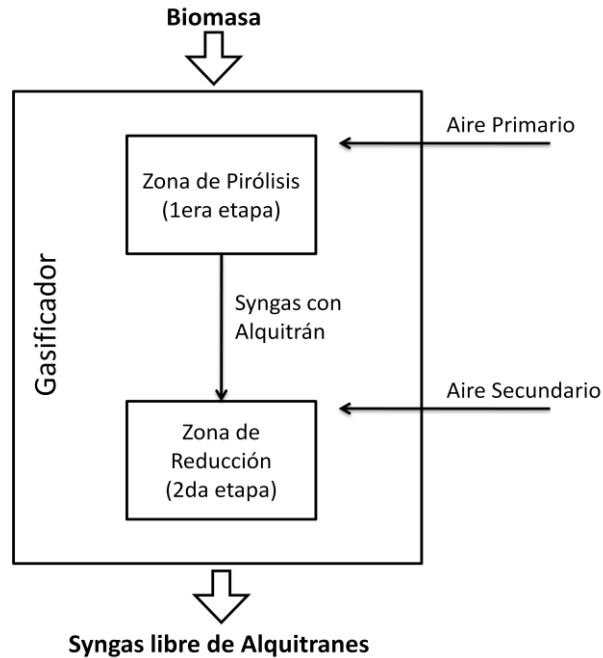 Biomasa
Aire Primario
Zona de Pirólisis
(1era etapa)
Gasificador
Syngas con
Alquitrán
Aire Secundario
Zona de
Reducción
(2da etapa)
Syngas libre de Alquitranes